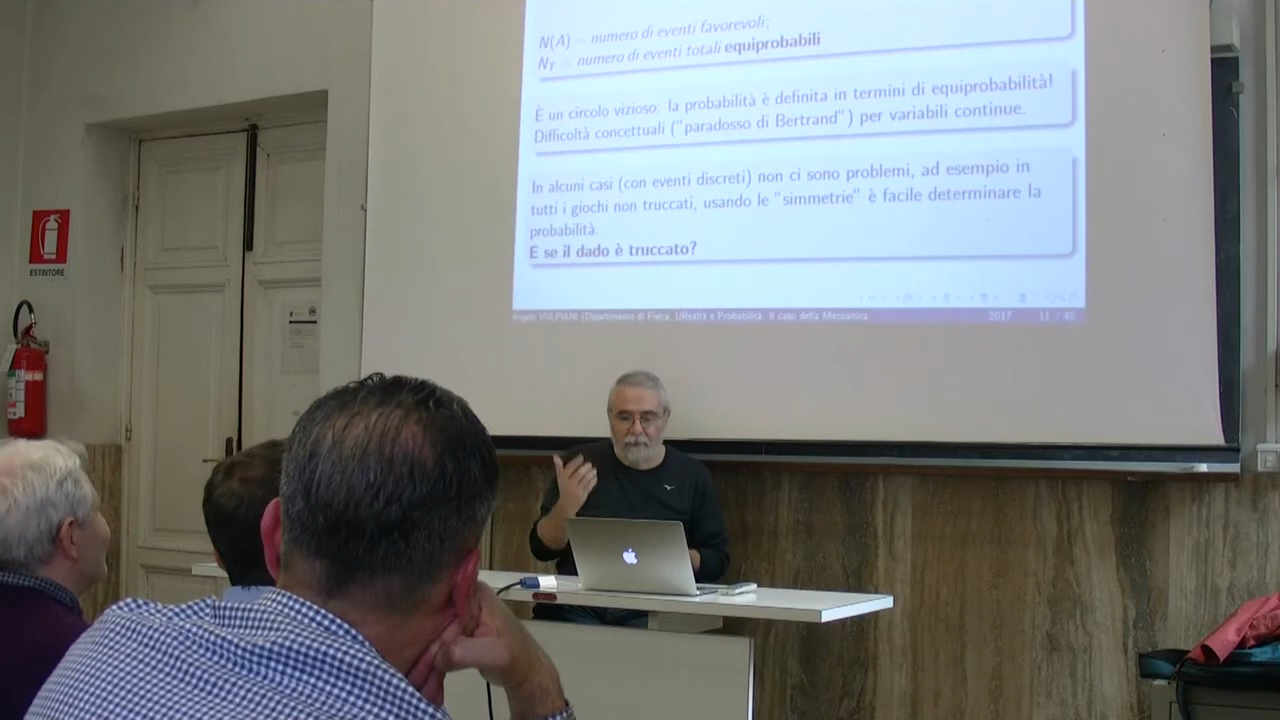 N(A) = numero di eventi favorevoli;
N_T = numero di eventi totali equiprobabili
È un circolo vizioso: la probabilità è definita in termini di equiprobabilità!
Difficoltà concettuali ("paradosso di Bertrand") per variabili continue.
In alcuni casi (con eventi discreti) non ci sono problemi, ad esempio in
tutti i giochi non truccati, usando le "simmetrie" è facile determinare la
probabilità.
E se il dado è truccato?
Angelo VULPIANI (Dipartimento di Fisica, URealtà e Probabilità. Il caso della Meccanica 2017 11 / 45
ESTINTORE